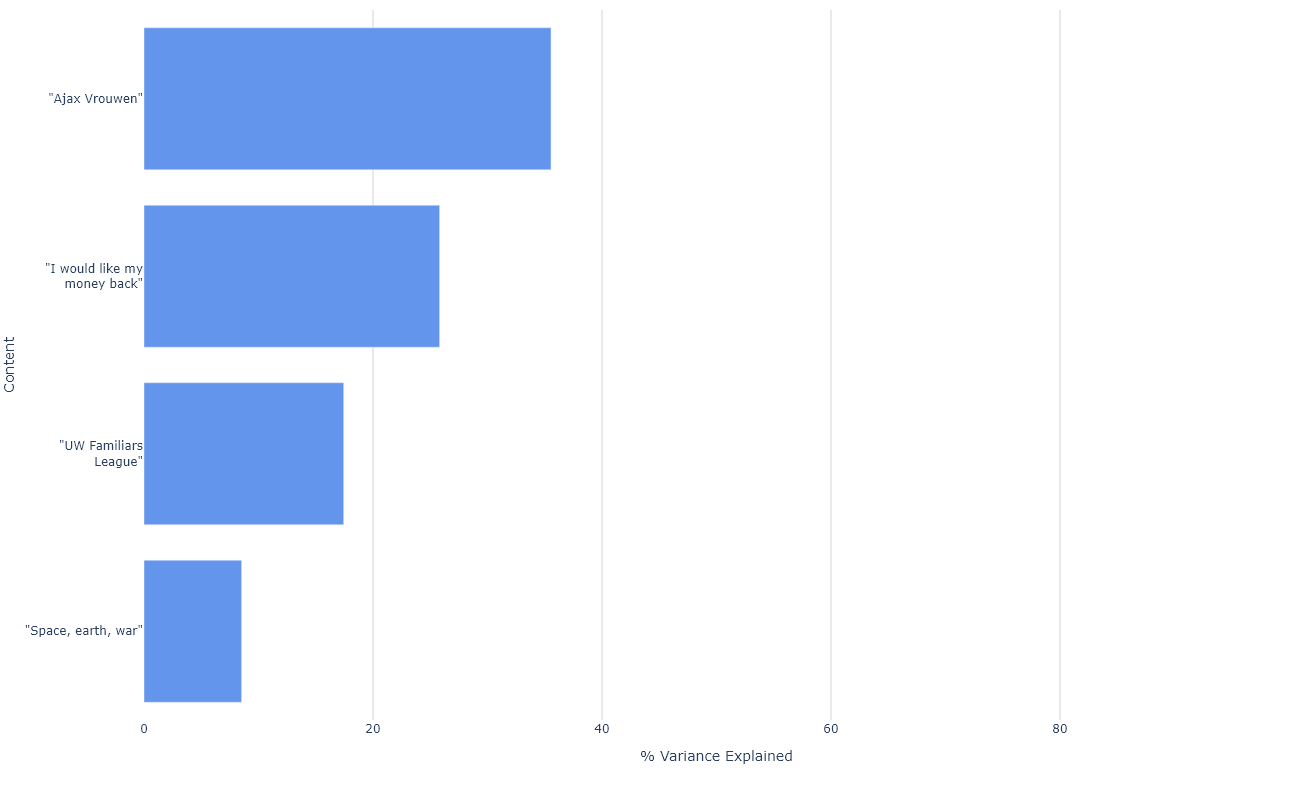 "Ajax Vrouwen"
"I would like my
money back"
"UW Familiars
League"
"Space, earth, war"
Content
0 20 40 60 80
% Variance Explained